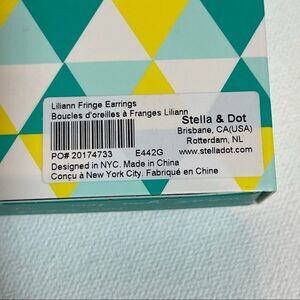 Liliann Fringe Earrings
Boucles d'oreilles à Franges Liliann
Stella & Dot
Brisbane, CA(USA)
Rotterdam, NL
PO# 20174733 E442G www.stelladot.com
Designed in NYC. Made in China
Conçu à New York City. Fabriqué en Chine